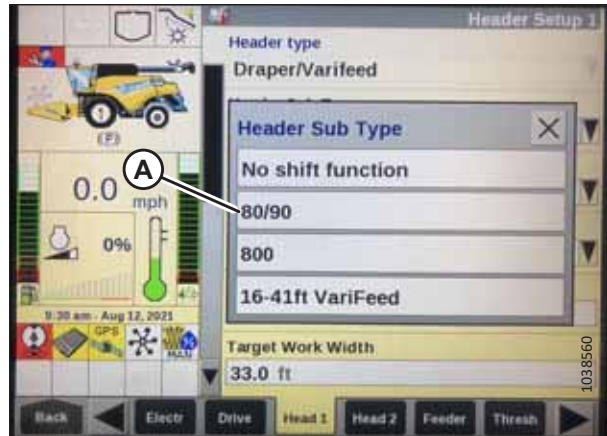 Header Setup 1
Header type
Draper/Varifeed
Header Sub Type
No shift function
80/90
800
16-41ft VariFeed
A
1
(P)
0.0 mph
0%
9:30 am - Aug 12, 2021
GPS
MULTI
Target Work Width
33.0 ft
1038560
Back
Electr
Drive
Head 1
Head 2
Feeder
Thresh